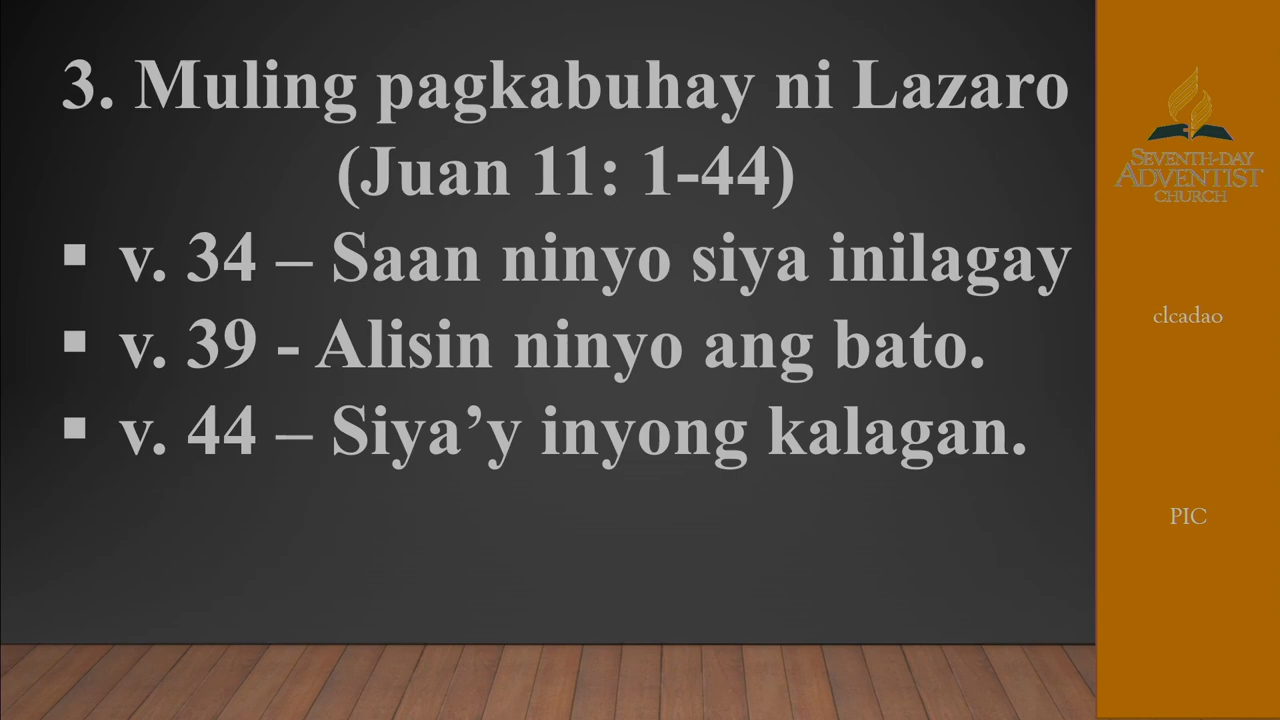 3. Muling pagkabuhay ni Lazaro
(Juan 11: 1-44)
▪ v. 34 – Saan ninyo siya inilagay
▪ v. 39 - Alisin ninyo ang bato.
▪ v. 44 – Siya’y inyong kalagan.
SEVENTH-DAY
ADVENTIST
CHURCH
clcadao
PIC